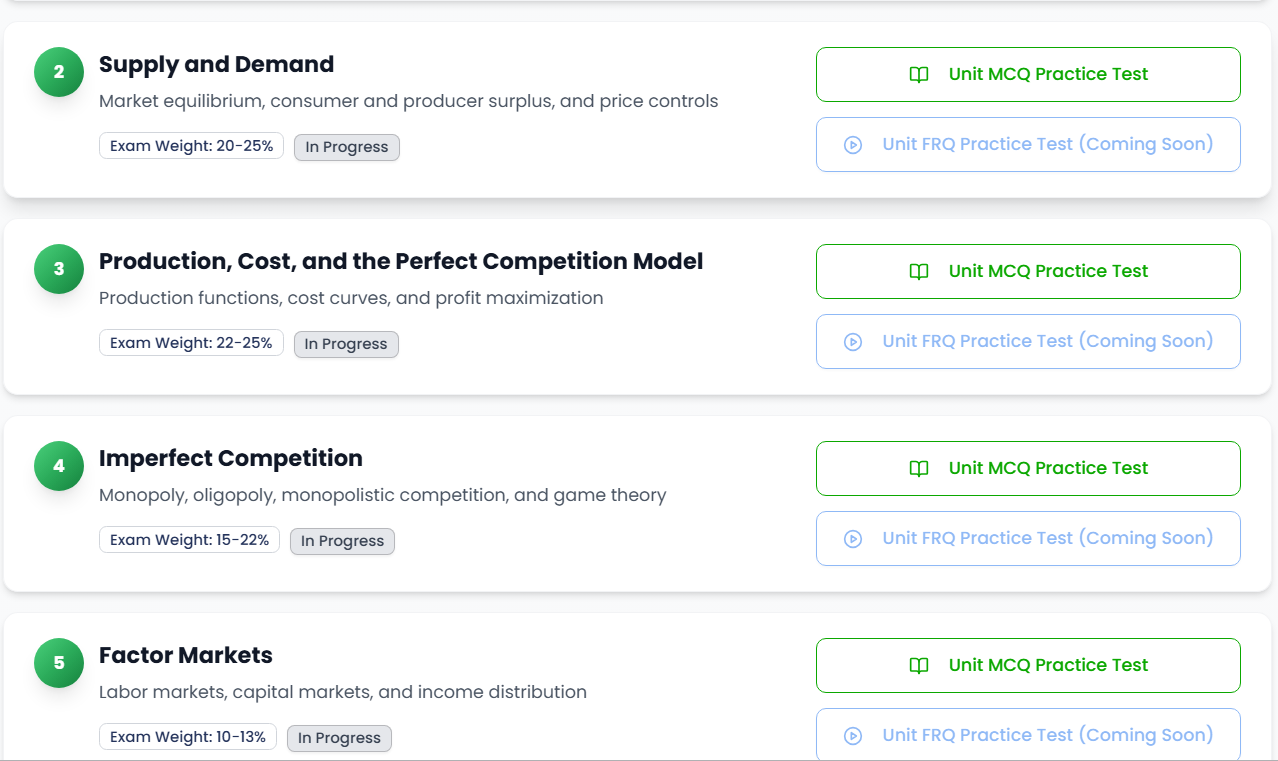 2
Supply and Demand
Market equilibrium, consumer and producer surplus, and price controls
Exam Weight: 20-25%
In Progress
Unit MCQ Practice Test
Unit FRQ Practice Test (Coming Soon)
3
Production, Cost, and the Perfect Competition Model
Production functions, cost curves, and profit maximization
Exam Weight: 22-25%
In Progress
Unit MCQ Practice Test
Unit FRQ Practice Test (Coming Soon)
4
Imperfect Competition
Monopoly, oligopoly, monopolistic competition, and game theory
Exam Weight: 15-22%
In Progress
Unit MCQ Practice Test
Unit FRQ Practice Test (Coming Soon)
5
Factor Markets
Labor markets, capital markets, and income distribution
Exam Weight: 10-13%
In Progress
Unit MCQ Practice Test
Unit FRQ Practice Test (Coming Soon)